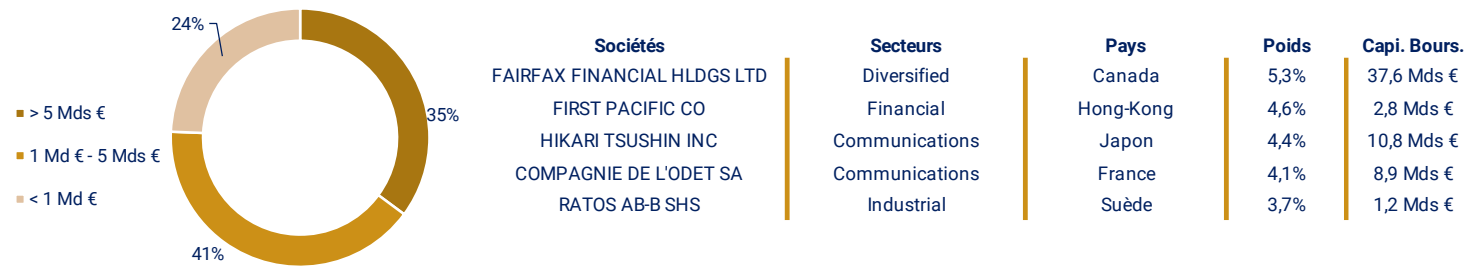 24%
35%
41%
> 5 Mds €
1 Md € - 5 Mds €
< 1 Md €
Sociétés Secteurs Pays Poids Capi. Bours.
FAIRFAX FINANCIAL HLDGS LTD Diversified Canada 5,3% 37,6 Mds €
FIRST PACIFIC CO Financial Hong-Kong 4,6% 2,8 Mds €
HIKARI TSUSHIN INC Communications Japon 4,4% 10,8 Mds €
COMPAGNIE DE L'ODET SA Communications France 4,1% 8,9 Mds €
RATOS AB-B SHS Industrial Suède 3,7% 1,2 Mds €